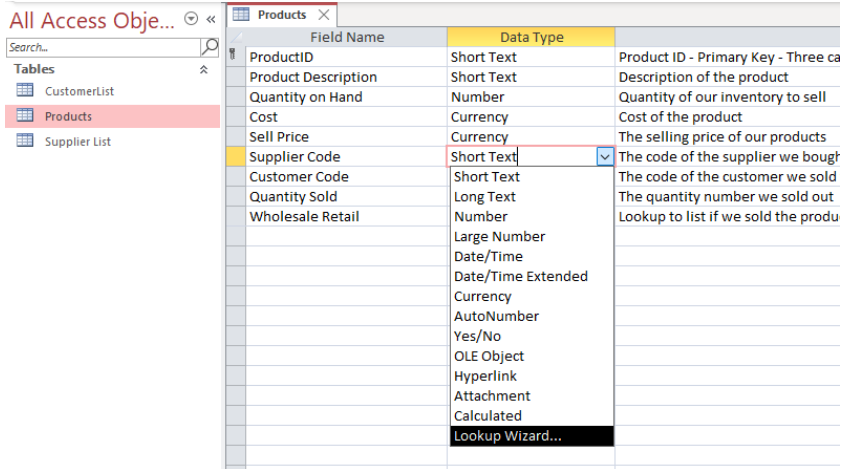 All Access Obje...
Search...
Tables
CustomerList
Products
Supplier List
Products
Field Name Data Type
ProductID Short Text Product ID - Primary Key - Three ca
Product Description Short Text Description of the product
Quantity on Hand Number Quantity of our inventory to sell
Cost Currency Cost of the product
Sell Price Currency The selling price of our products
Supplier Code Short Text The code of the supplier we bough
Customer Code The code of the customer we sold
Quantity Sold The quantity number we sold out
Wholesale Retail Lookup to list if we sold the produ
Short Text
Long Text
Number
Large Number
Date/Time
Date/Time Extended
Currency
AutoNumber
Yes/No
OLE Object
Hyperlink
Attachment
Calculated
Lookup Wizard...